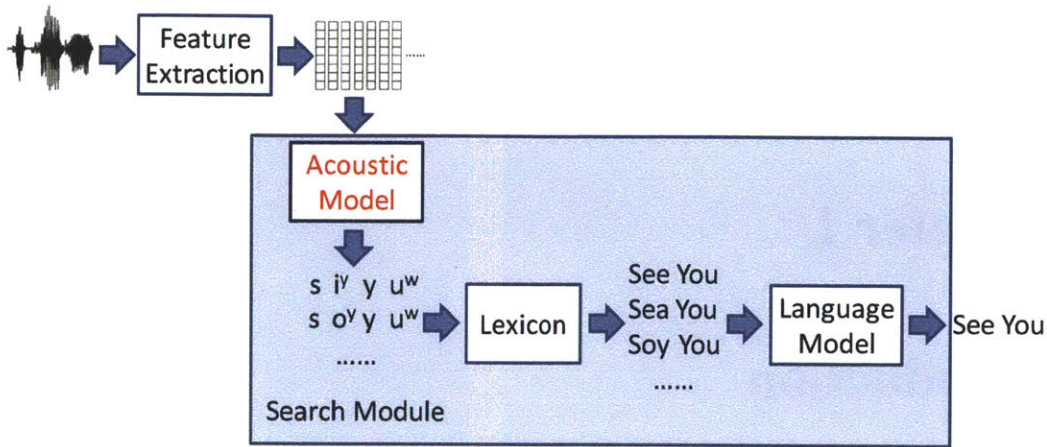 Feature
Extraction
......
Acoustic
Model
s iʸ y uʷ
s oʸ y uʷ
......
Lexicon
See You
Sea You
Soy You
......
Language
Model
See You
Search Module